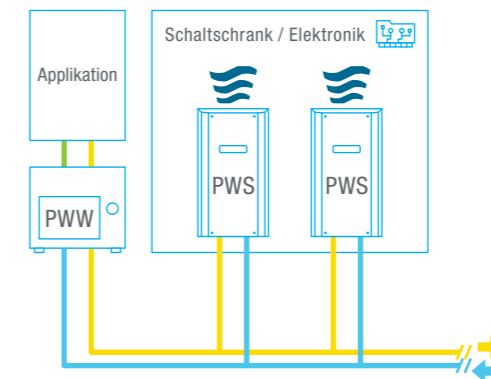 Schaltschrank / Elektronik
Applikation
PWS
PWS
PWW